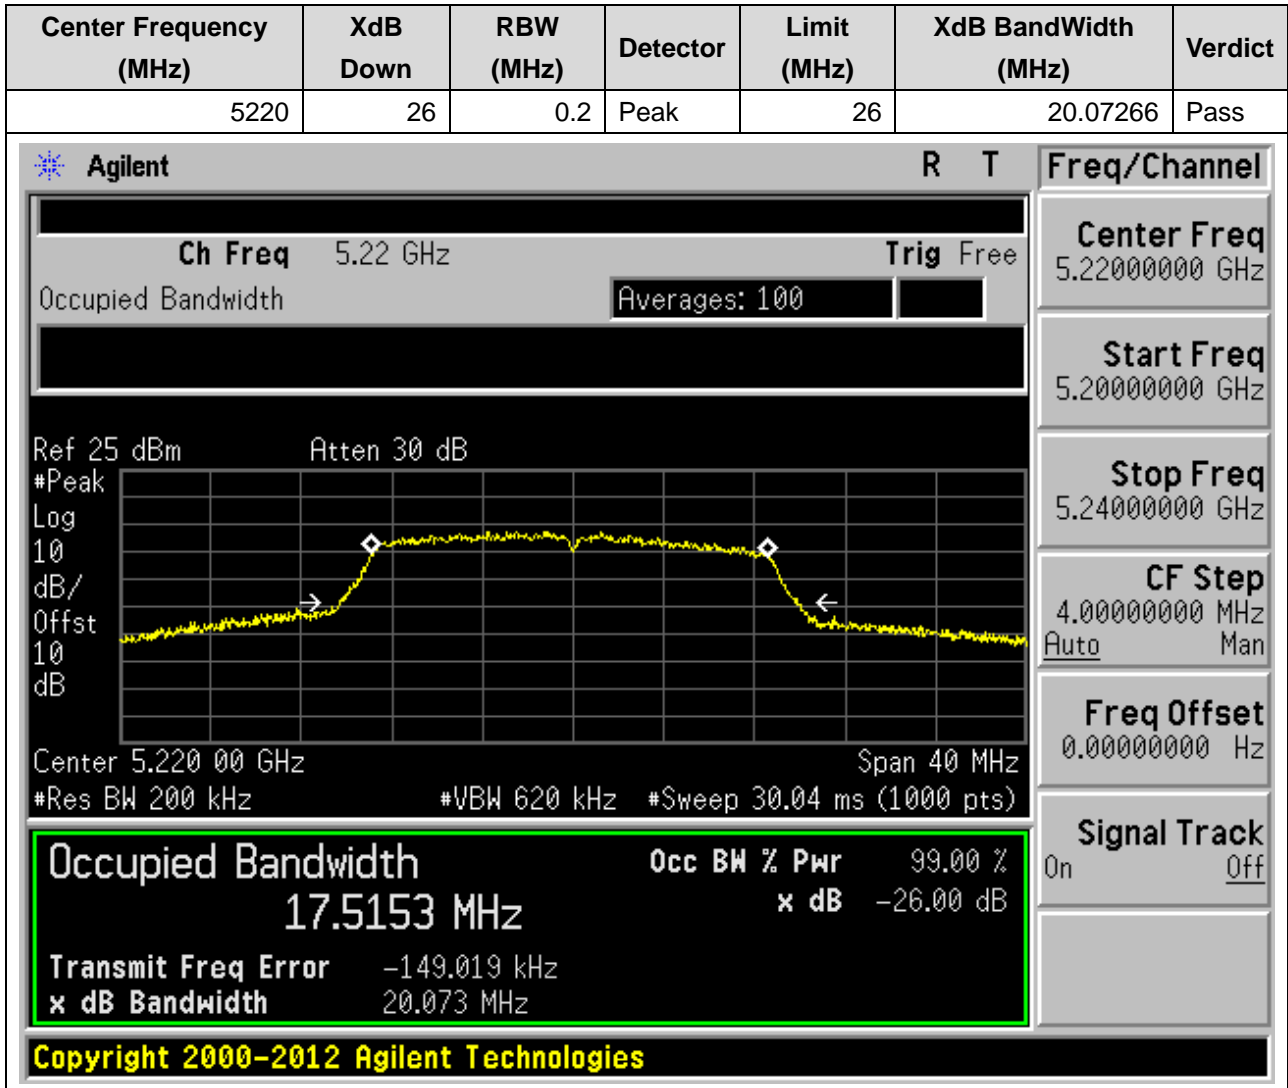 Center Frequency (MHz) XdB Down RBW (MHz) Detector Limit (MHz) XdB BandWidth (MHz) Verdict
5220 26 0.2 Peak 26 20.07266 Pass
Agilent R T Freq/Channel
Ch Freq 5.22 GHz Trig Free
Occupied Bandwidth Averages: 100
Center Freq
5.22000000 GHz
Start Freq
5.20000000 GHz
Stop Freq
5.24000000 GHz
CF Step
4.00000000 MHz
Auto Man
Freq Offset
0.00000000 Hz
Signal Track
On Off
Ref 25 dBm Atten 30 dB
#Peak
Log
10
dB/
Offst
10
dB
Center 5.220 00 GHz Span 40 MHz
#Res BW 200 kHz #VBW 620 kHz #Sweep 30.04 ms (1000 pts)
Occupied Bandwidth Occ BW % Pwr 99.00 %
17.5153 MHz x dB -26.00 dB
Transmit Freq Error -149.019 kHz
x dB Bandwidth 20.073 MHz
Copyright 2000-2012 Agilent Technologies